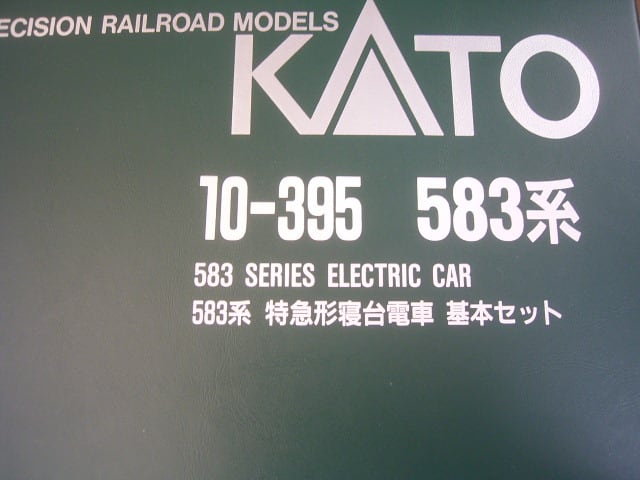 ECISION RAILROAD MODELS
KATO
10-395 583系
583 SERIES ELECTRIC CAR
583系 特急形寝台電車 基本セット